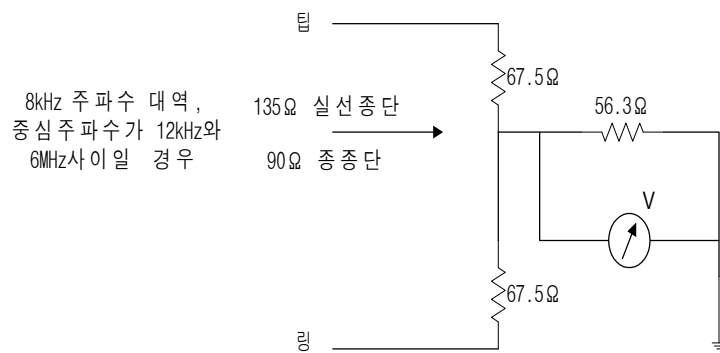 팁
67.5Ω
56.3Ω
8kHz 주파수 대역,
중심주파수가 12kHz와
6MHz사이일 경우
135Ω 실선종단
90Ω 종종단
V
67.5Ω
링